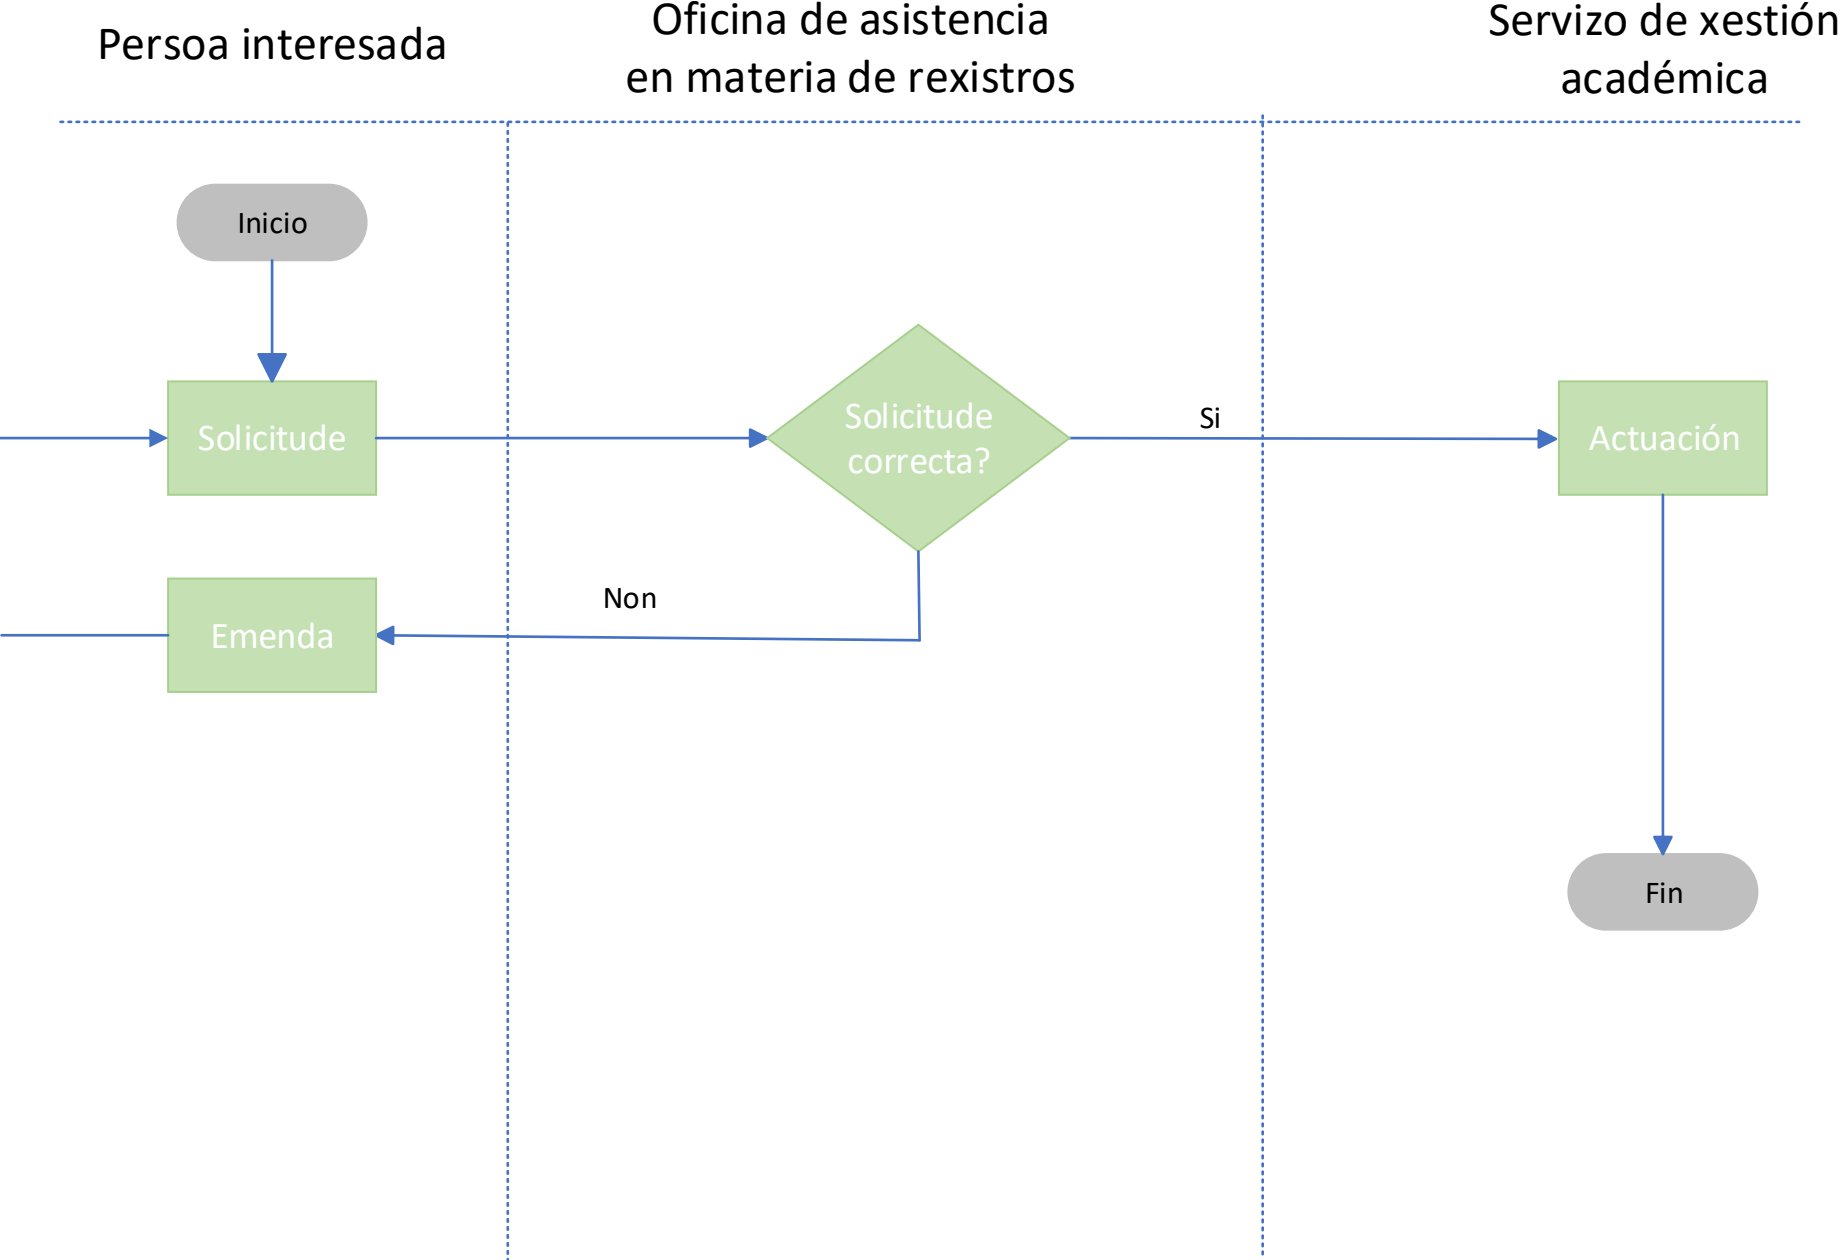 Persoa interesada
Oficina de asistencia
en materia de rexistros
Servizo de xestión
académica
Inicio
Solicitude
Solicitude
correcta?
Si
Actuación
Non
Emenda
Fin